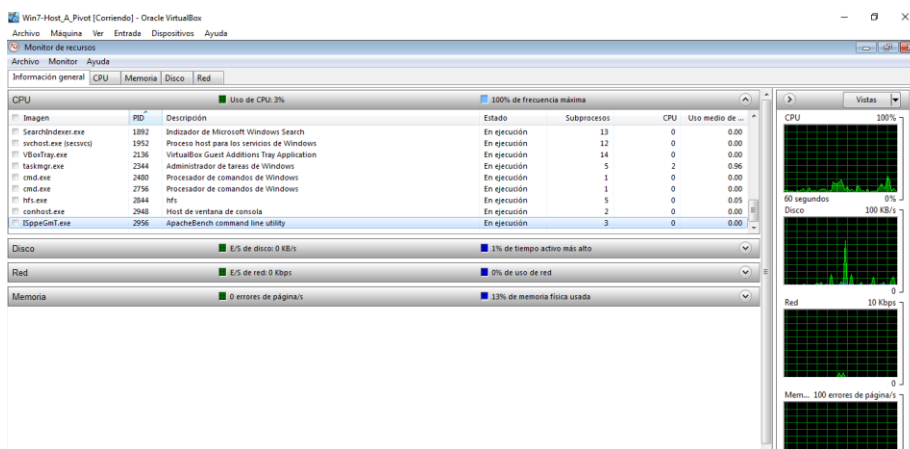 Win7-Host_A_Pivot [Corriendo] - Oracle VirtualBox
Archivo Máquina Ver Entrada Dispositivos Ayuda
Monitor de recursos
Archivo Monitor Ayuda
Información general CPU Memoria Disco Red
CPU Uso de CPU: 3% 100% de frecuencia máxima
Imagen PID Descripción Estado Subprocesos CPU Uso medio de ...
SearchIndexer.exe 1892 Indizador de Microsoft Windows Search En ejecución 13 0 0.00
svchost.exe (secsvcs) 1952 Proceso host para los servicios de Windows En ejecución 12 0 0.00
VBoxTray.exe 2136 VirtualBox Guest Additions Tray Application En ejecución 14 0 0.00
taskmgr.exe 2344 Administrador de tareas de Windows En ejecución 5 2 0.96
cmd.exe 2480 Procesador de comandos de Windows En ejecución 1 0 0.00
cmd.exe 2756 Procesador de comandos de Windows En ejecución 1 0 0.00
hfs.exe 2844 hfs En ejecución 5 0 0.05
conhost.exe 2948 Host de ventana de consola En ejecución 2 0 0.00
ISppeGmT.exe 2956 ApacheBench command line utility En ejecución 3 0 0.00
Disco E/S de disco: 0 KB/s 1% de tiempo activo más alto
Red E/S de red: 0 Kbps 0% de uso de red
Memoria 0 errores de página/s 13% de memoria física usada
Vistas
CPU 100%
60 segundos 0%
Disco 100 KB/s
0
Red 10 Kbps
0
Mem... 100 errores de página/s